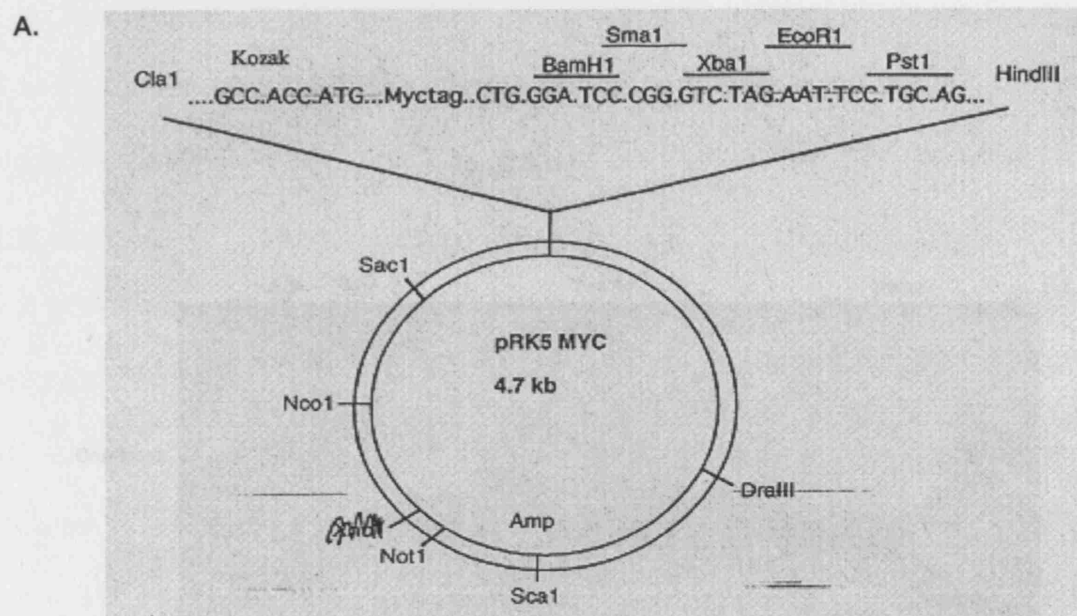 A.
Sma1 EcoR1
Kozak BamH1 Xba1 Pst1
Cla1 HindIII
....GCC.ACC.ATG...Myctag..CTG.GGA.TCC.CGG.GTC.TAG.AAT.TCC.TGC.AG...
Sac1
pRK5 MYC
4.7 kb
Nco1
DraIII
Amp
Not1
Sca1